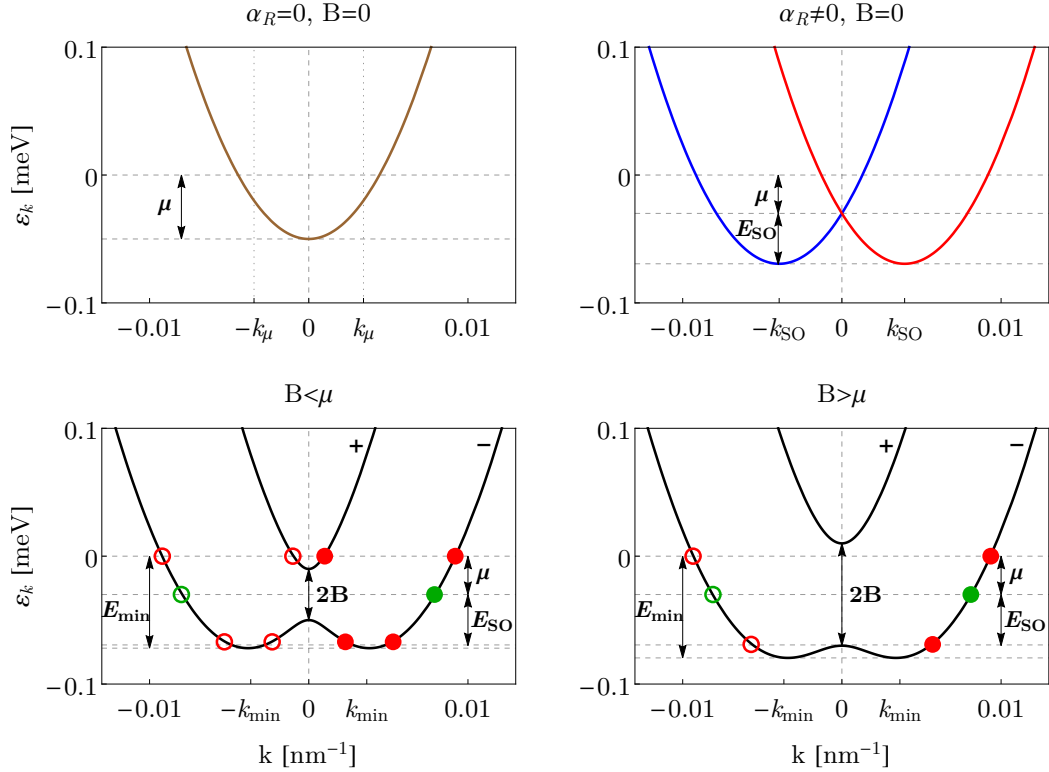 α_R=0, B=0
0.1
0
−0.1
ε_k [meV]
μ
−0.01
−k_μ
0
k_μ
0.01
α_R≠0, B=0
0.1
0
−0.1
μ
E_SO
−0.01
−k_SO
0
k_SO
0.01
B<μ
0.1
0
−0.1
ε_k [meV]
+
−
E_min
2B
μ
E_SO
−0.01
−k_min
0
k_min
0.01
k [nm⁻¹]
B>μ
0.1
0
−0.1
+
−
E_min
2B
μ
E_SO
−0.01
−k_min
0
k_min
0.01
k [nm⁻¹]